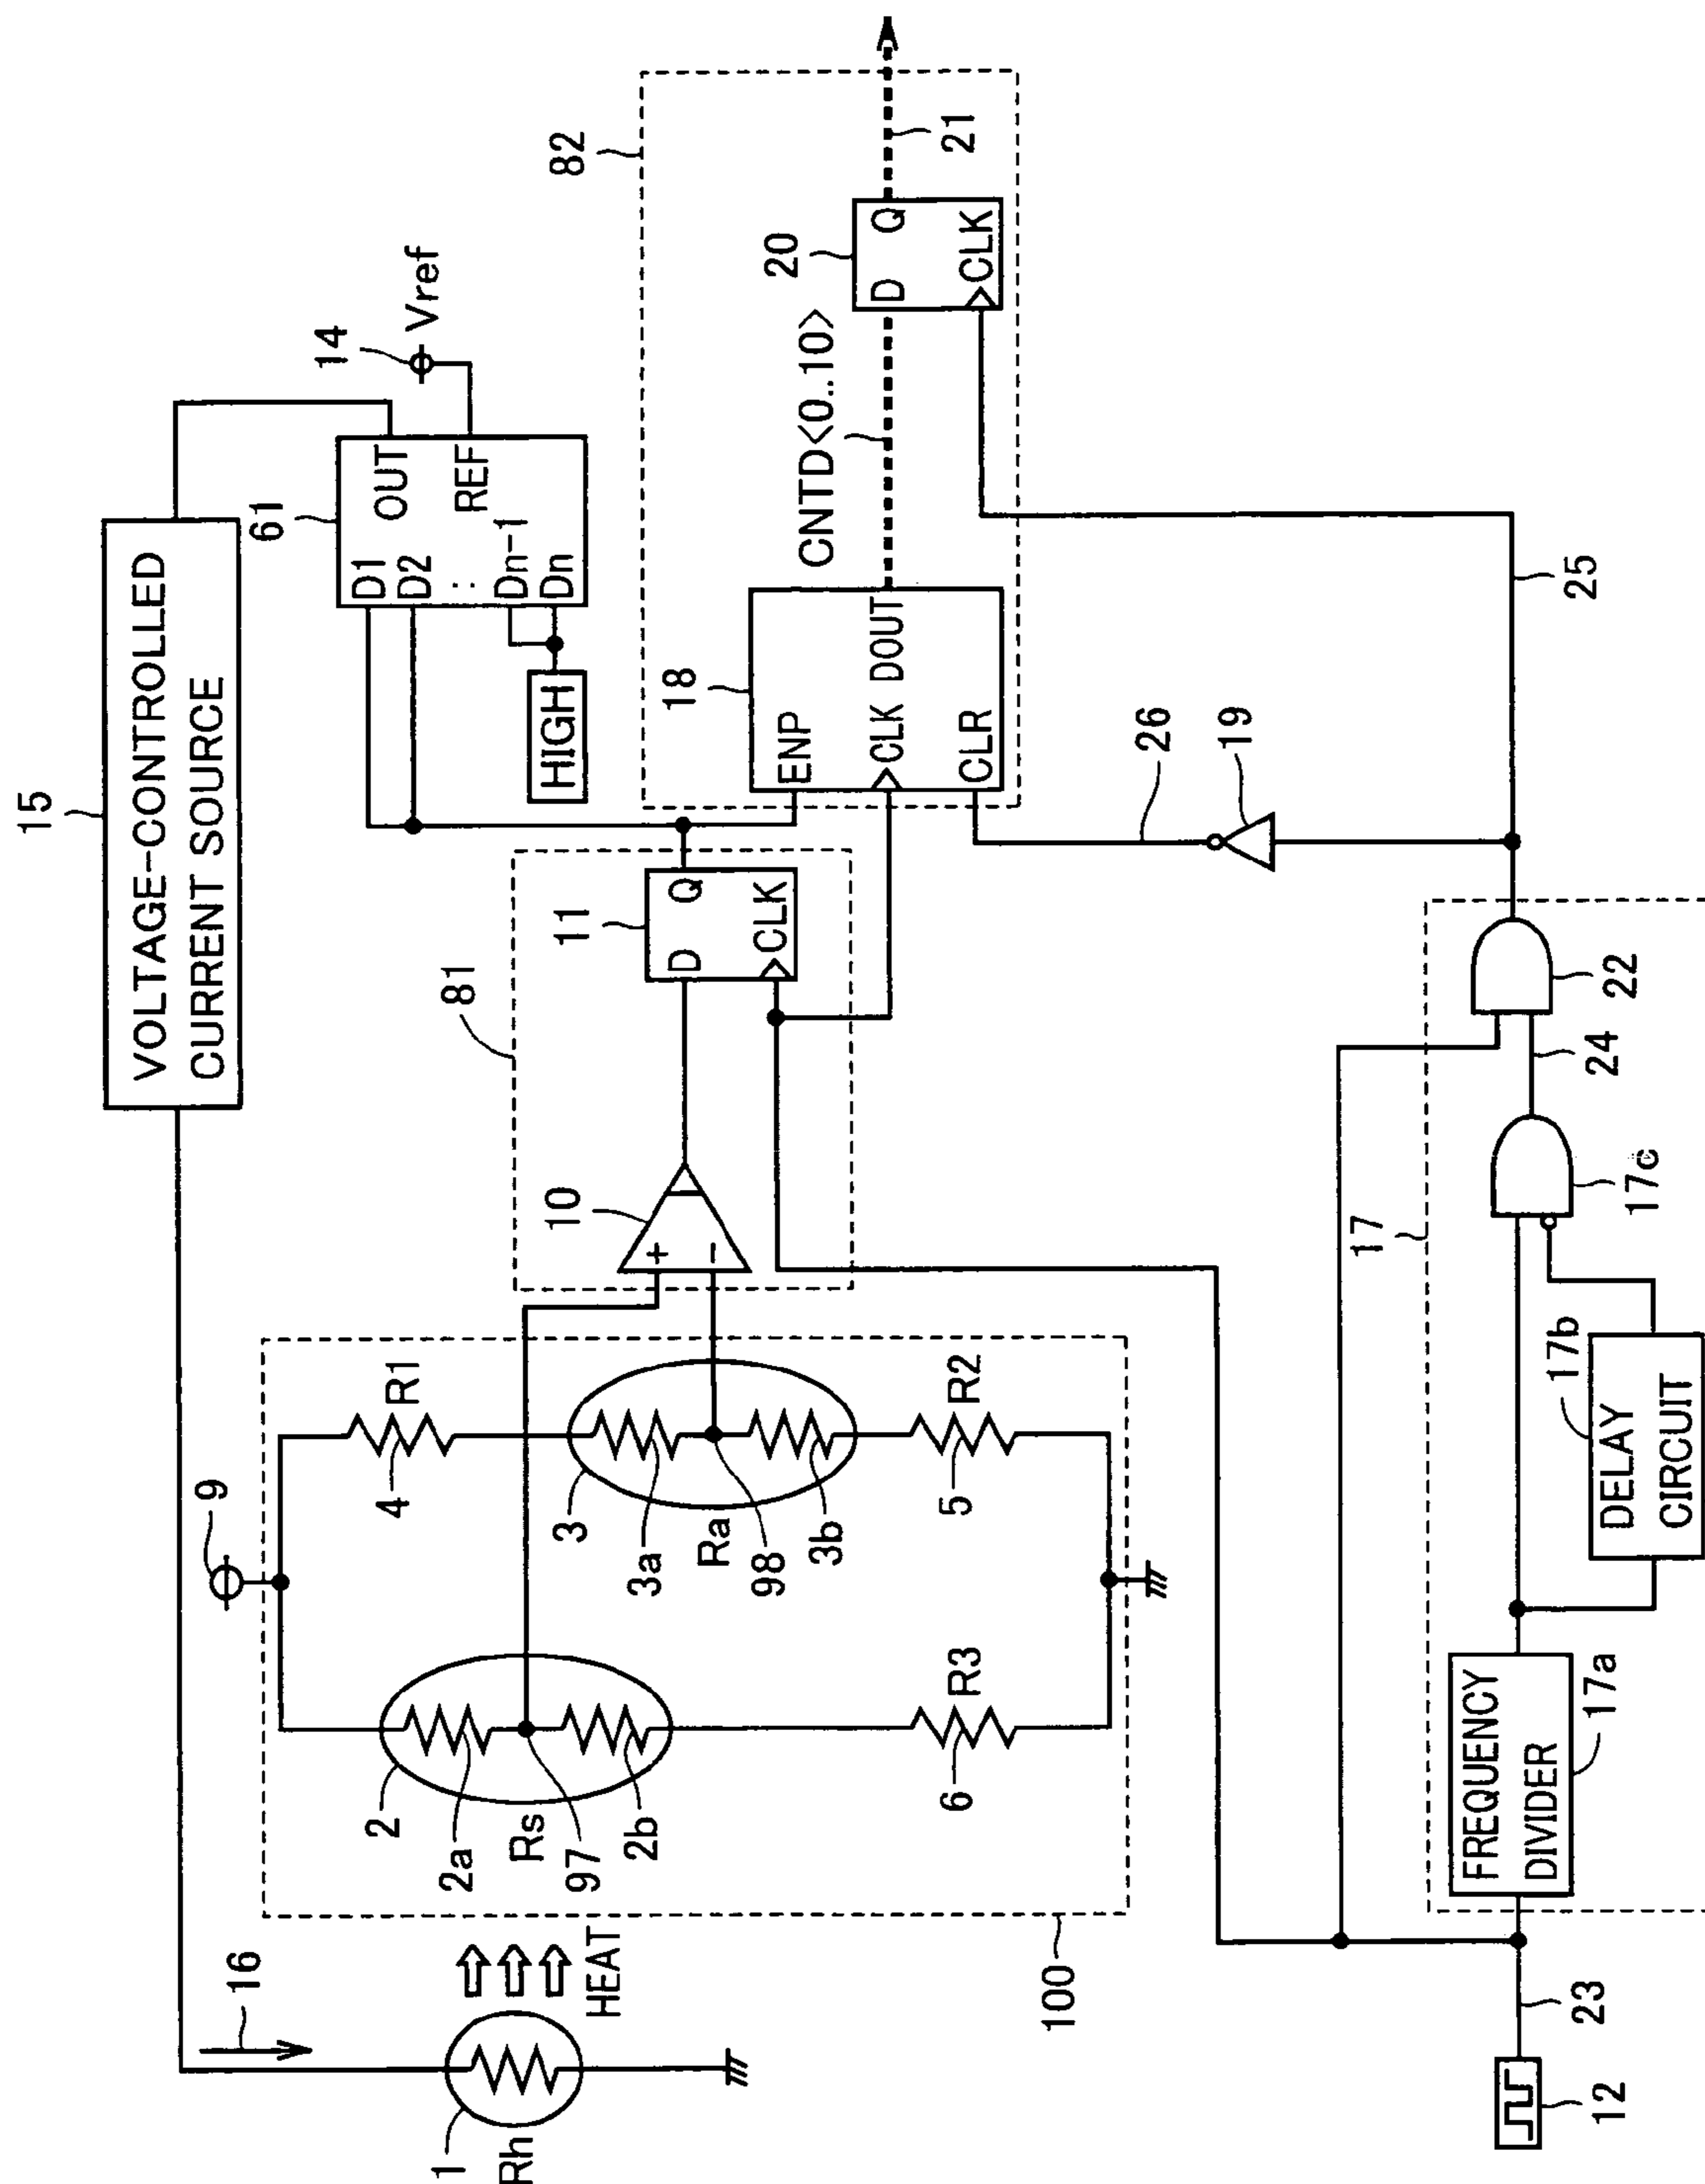 15
VOLTAGE-CONTROLLED
CURRENT SOURCE
16
1
Rh
HEAT
100
9
2
2a
Rs
97
2b
R3
6
R1
4
3
3a
Ra
98
3b
R2
5
81
10
+
−
11
D Q
CLK
61
D1
D2
:
Dn-1
Dn
OUT
REF
HIGH
14
Vref
82
18
ENP
CLK DOUT
CLR
CNTD<0..10>
20
D Q
CLK
21
26
19
25
17
FREQUENCY
DIVIDER
17a
DELAY
CIRCUIT
17b
17c
24
22
23
12